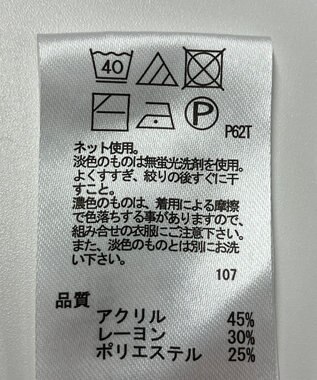 40
P
P62T
ネット使用。
淡色のものは無蛍光洗剤を使用。
よくすすぎ、絞りの後すぐに干
すこと。
濃色のものは、着用による摩擦
で色落ちする事がありますので、
組み合せの衣服にご注意下さい。
また、淡色のものとは別にお洗
い下さい。
107
品質
アクリル 45%
レーヨン 30%
ポリエステル 25%